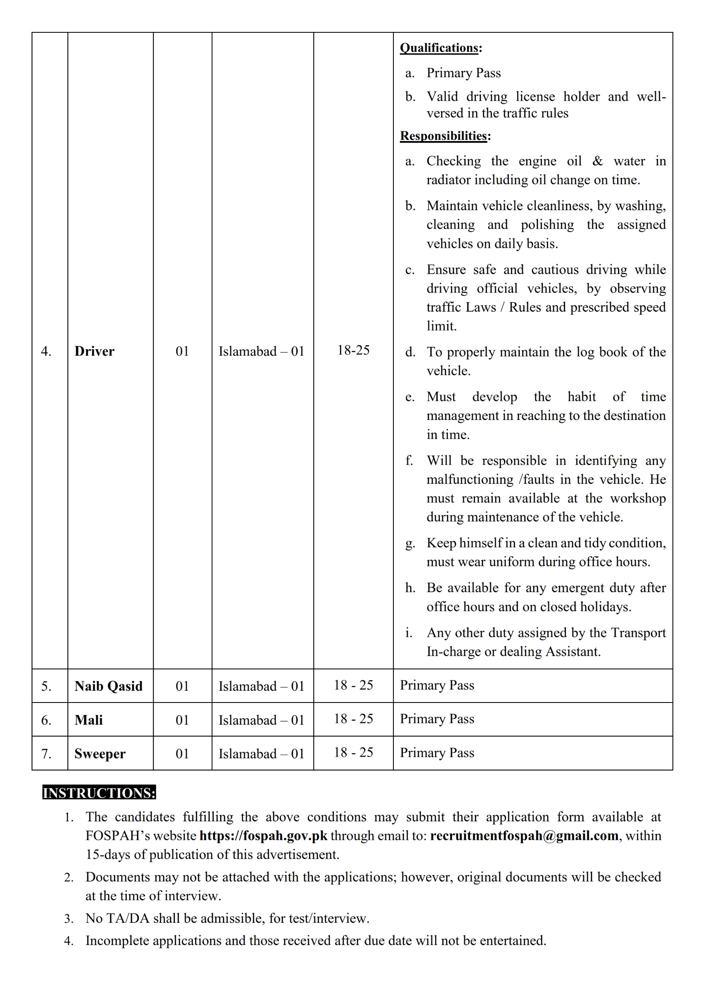 Qualifications:
a. Primary Pass
b. Valid driving license holder and well-
versed in the traffic rules
Responsibilities:
a. Checking the engine oil & water in
radiator including oil change on time.
b. Maintain vehicle cleanliness, by washing,
cleaning and polishing the assigned
vehicles on daily basis.
c. Ensure safe and cautious driving while
driving official vehicles, by observing
traffic Laws / Rules and prescribed speed
limit.
4. Driver 01 Islamabad – 01 18-25
d. To properly maintain the log book of the
vehicle.
e. Must develop the habit of time
management in reaching to the destination
in time.
f. Will be responsible in identifying any
malfunctioning /faults in the vehicle. He
must remain available at the workshop
during maintenance of the vehicle.
g. Keep himself in a clean and tidy condition,
must wear uniform during office hours.
h. Be available for any emergent duty after
office hours and on closed holidays.
i. Any other duty assigned by the Transport
In-charge or dealing Assistant.
5. Naib Qasid 01 Islamabad – 01 18 - 25 Primary Pass
6. Mali 01 Islamabad – 01 18 - 25 Primary Pass
7. Sweeper 01 Islamabad – 01 18 - 25 Primary Pass
INSTRUCTIONS:
1. The candidates fulfilling the above conditions may submit their application form available at
FOSPAH’s website https://fospah.gov.pk through email to: recruitmentfospah@gmail.com, within
15-days of publication of this advertisement.
2. Documents may not be attached with the applications; however, original documents will be checked
at the time of interview.
3. No TA/DA shall be admissible, for test/interview.
4. Incomplete applications and those received after due date will not be entertained.